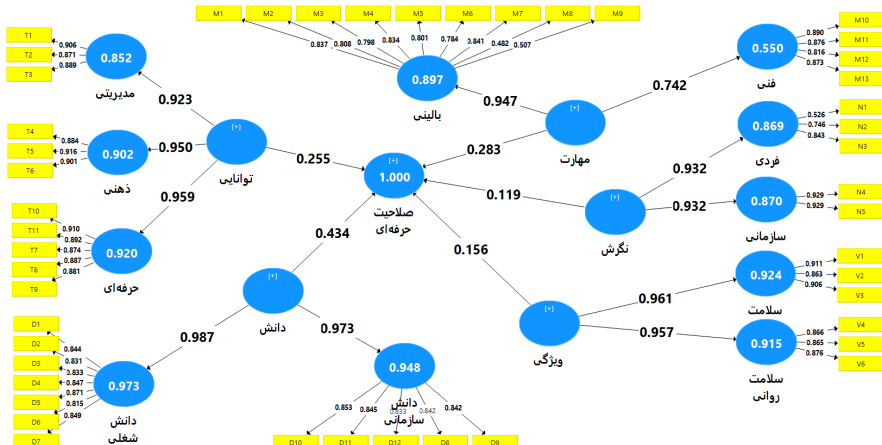 M1 M2 M3 M4 M5 M6 M7 M8 M9
0.837 0.808 0.798 0.834 0.801 0.784 0.841 0.482 0.507
T1
T2
T3
0.906
0.871
0.889
0.852
مدیریتی
0.923
T4
T5
T6
0.884
0.916
0.901
0.902
ذهنی
0.950
[+]
توانایی
0.959
T10
T11
T7
T8
T9
0.910
0.892
0.874
0.887
0.881
0.920
حرفه‌ای
0.255
0.897
بالینی
0.947
[+]
مهارت
0.742
0.283
0.550
فنی
0.890
0.876
0.816
0.873
M10
M11
M12
M13
[+]
1.000
صلاحیت
حرفه‌ای
0.119
[+]
نگرش
0.932
0.869
فردی
0.526
0.746
0.843
N1
N2
N3
0.932
0.870
سازمانی
0.929
0.929
N4
N5
0.434
[+]
دانش
0.156
[+]
ویژگی
0.961
0.924
سلامت
0.911
0.863
0.906
V1
V2
V3
0.957
0.915
سلامت
روانی
0.866
0.865
0.876
V4
V5
V6
0.987
D1
D2
D3
D4
D5
D6
D7
0.844
0.831
0.833
0.847
0.871
0.815
0.849
0.973
دانش
شغلی
0.973
0.948
دانش
سازمانی
0.853 0.845 0.833 0.842 0.842
D10 D11 D12 D8 D9